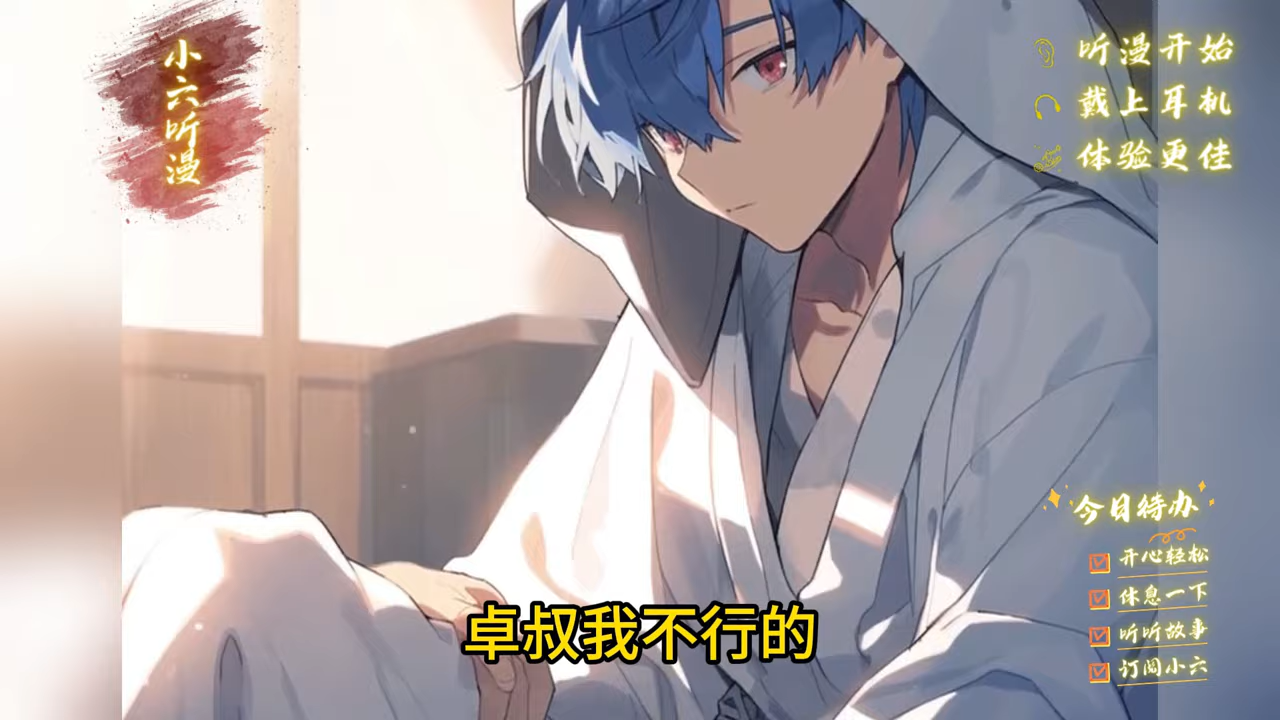 小六听漫
听漫开始
戴上耳机
体验更佳
今日待办
开心轻松
休息一下
听听故事
订阅小六
卓叔我不行的